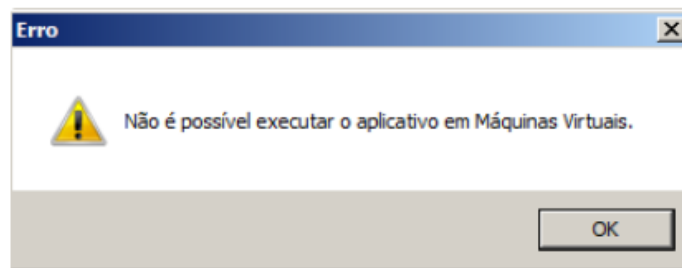 Erro
Não é possível executar o aplicativo em Máquinas Virtuais.
OK